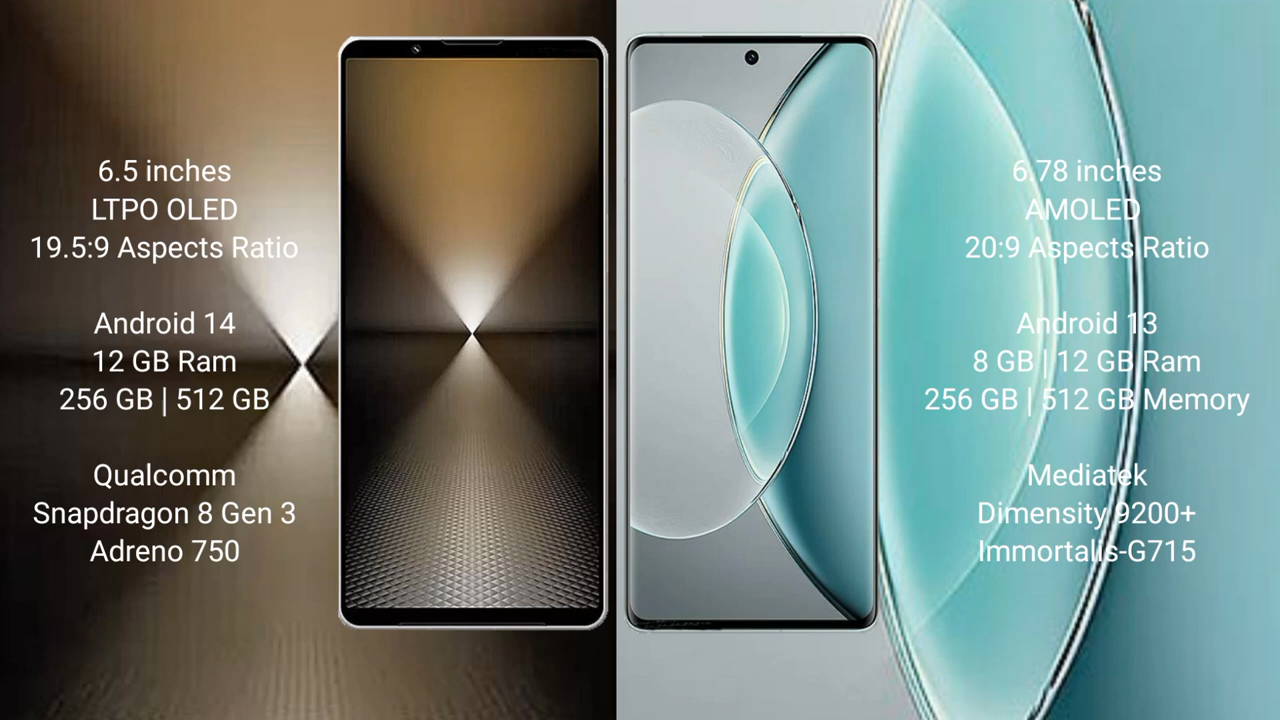 6.5 inches
LTPO OLED
19.5:9 Aspects Ratio
Android 14
12 GB Ram
256 GB | 512 GB
Qualcomm
Snapdragon 8 Gen 3
Adreno 750
6.78 inches
AMOLED
20:9 Aspects Ratio
Android 13
8 GB | 12 GB Ram
256 GB | 512 GB Memory
Mediatek
Dimensity 9200+
Immortalis-G715